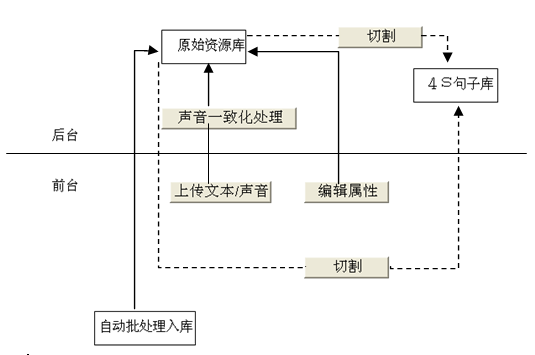 原始资源库
切割
4S句子库
声音一致化处理
后台
前台
上传文本/声音
编辑属性
切割
自动批处理入库